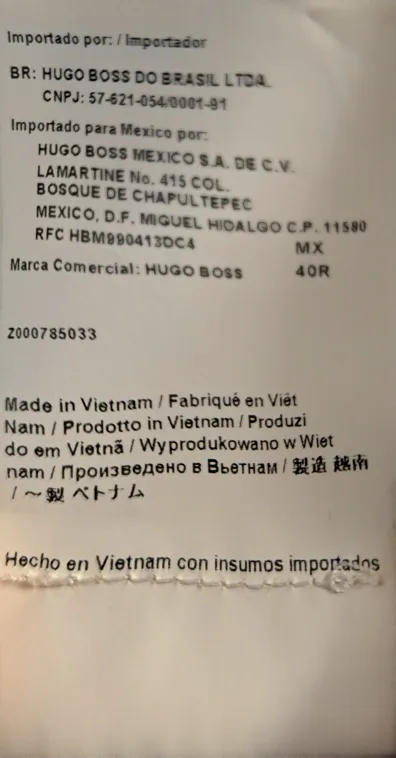 Importado por: / Importador
BR: HUGO BOSS DO BRASIL LTDA.
CNPJ: 57-621-054/0001-91
Importado para Mexico por:
HUGO BOSS MEXICO S.A. DE C.V.
LAMARTINE No. 415 COL.
BOSQUE DE CHAPULTEPEC
MEXICO, D.F. MIGUEL HIDALGO C.P. 11580
RFC HBM990413DC4 MX
Marca Comercial: HUGO BOSS 40R
Z000785033
Made in Vietnam / Fabriqué en Viêt
Nam / Prodotto in Vietnam / Produzi
do em Vietnã / Wyprodukowano w Wiet
nam / Произведено в Вьетнам / 製造 越南
/ ～製 ベトナム
Hecho en Vietnam con insumos importados